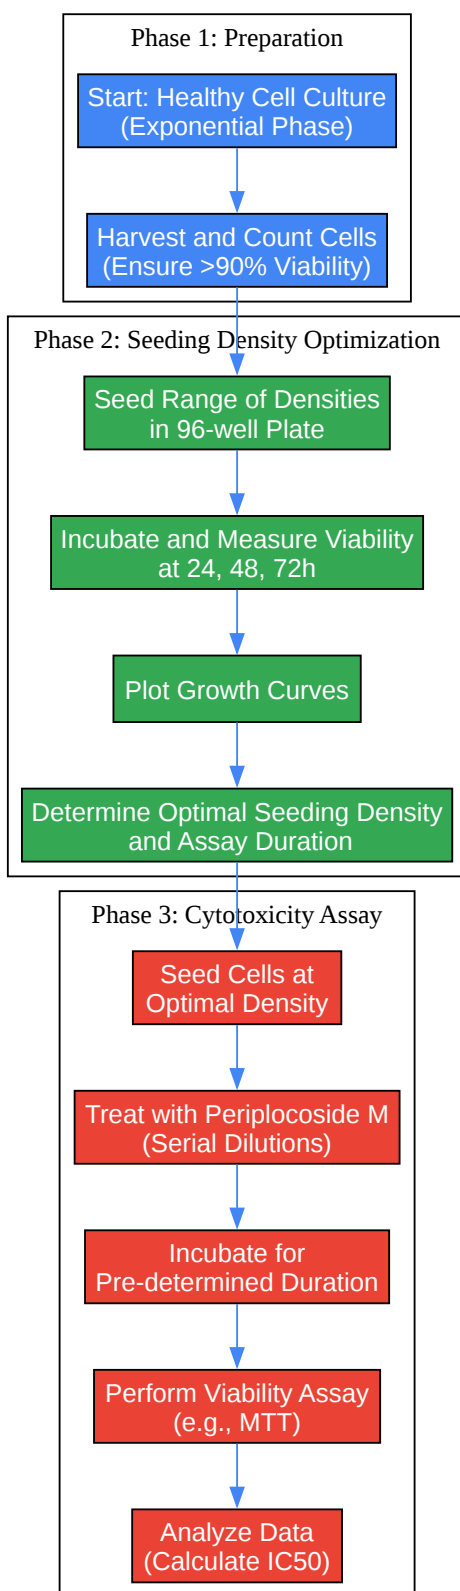 Phase 1: Preparation
Start: Healthy Cell Culture
(Exponential Phase)
Harvest and Count Cells
(Ensure >90% Viability)
Phase 2: Seeding Density Optimization
Seed Range of Densities
in 96-well Plate
Incubate and Measure Viability
at 24, 48, 72h
Plot Growth Curves
Determine Optimal Seeding Density
and Assay Duration
Phase 3: Cytotoxicity Assay
Seed Cells at
Optimal Density
Treat with Periplocoside M
(Serial Dilutions)
Incubate for
Pre-determined Duration
Perform Viability Assay
(e.g., MTT)
Analyze Data
(Calculate IC50)